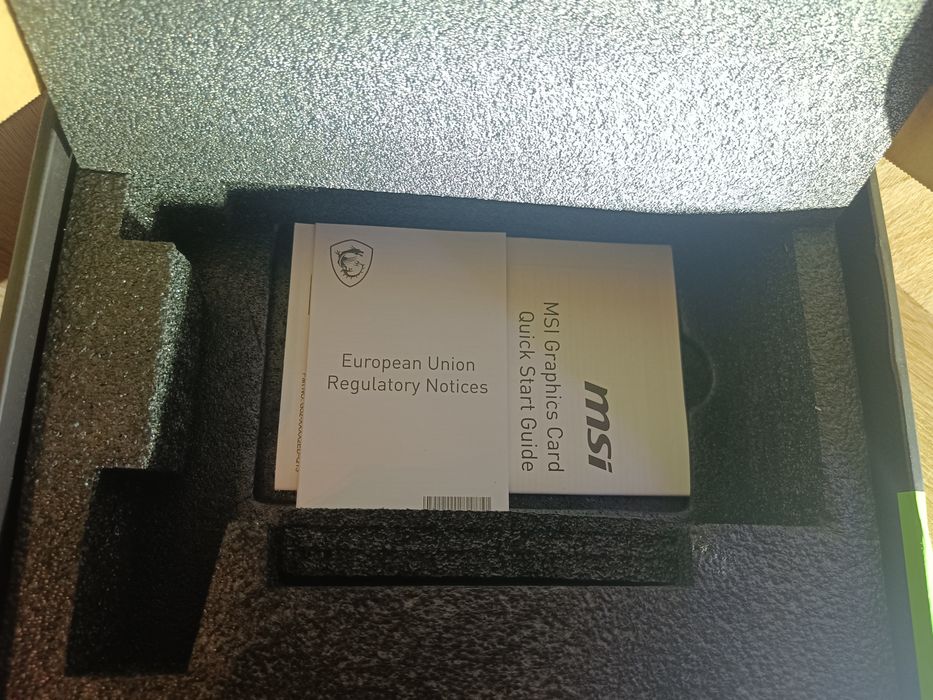 European Union
Regulatory Notices
msi
MSI Graphics Card
Quick Start Guide